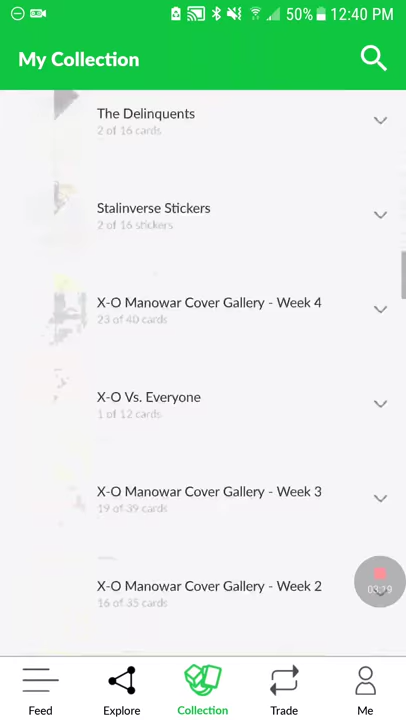 50% 12:40 PM
My Collection
The Delinquents
2 of 16 cards
Stalinverse Stickers
2 of 16 stickers
X-O Manowar Cover Gallery - Week 4
23 of 40 cards
X-O Vs. Everyone
1 of 12 cards
X-O Manowar Cover Gallery - Week 3
19 of 39 cards
X-O Manowar Cover Gallery - Week 2
16 of 35 cards
03:19
Feed Explore Collection Trade Me